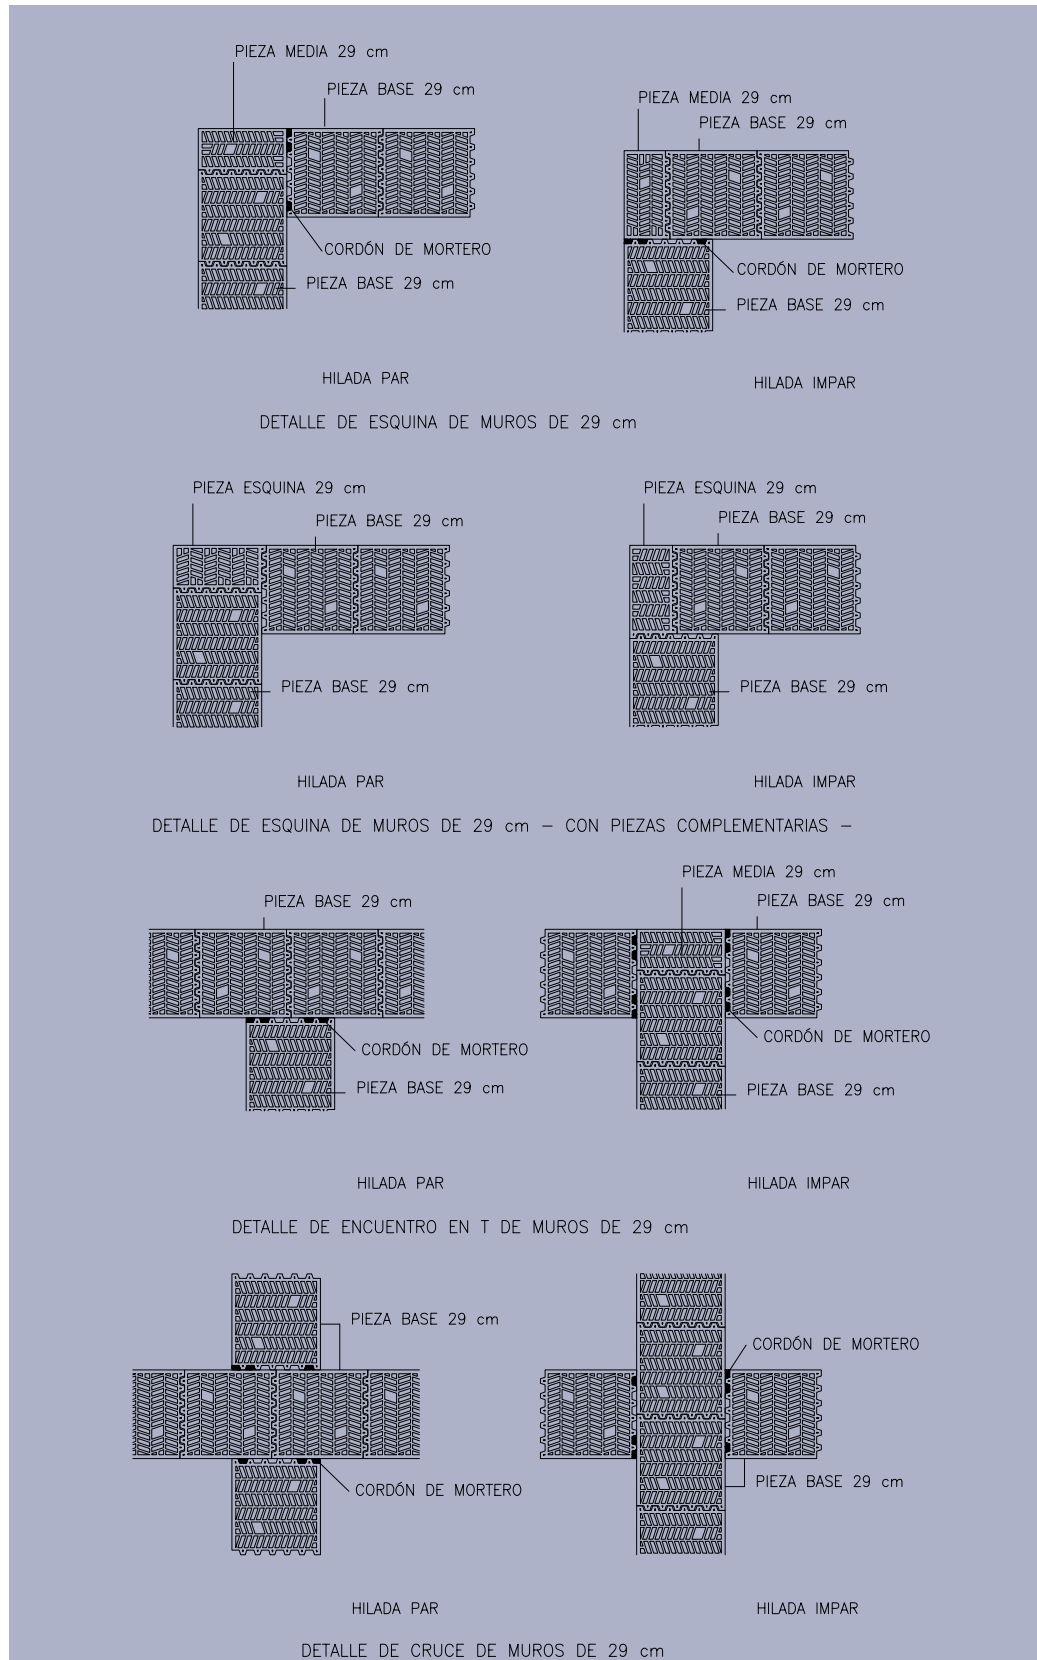 PIEZA MEDIA 29 cm
PIEZA BASE 29 cm
CORDÓN DE MORTERO
PIEZA BASE 29 cm
HILADA PAR
PIEZA MEDIA 29 cm
PIEZA BASE 29 cm
CORDÓN DE MORTERO
PIEZA BASE 29 cm
HILADA IMPAR
DETALLE DE ESQUINA DE MUROS DE 29 cm
PIEZA ESQUINA 29 cm
PIEZA BASE 29 cm
PIEZA BASE 29 cm
HILADA PAR
PIEZA ESQUINA 29 cm
PIEZA BASE 29 cm
PIEZA BASE 29 cm
HILADA IMPAR
DETALLE DE ESQUINA DE MUROS DE 29 cm – CON PIEZAS COMPLEMENTARIAS –
PIEZA BASE 29 cm
CORDÓN DE MORTERO
PIEZA BASE 29 cm
HILADA PAR
PIEZA MEDIA 29 cm
PIEZA BASE 29 cm
CORDÓN DE MORTERO
PIEZA BASE 29 cm
HILADA IMPAR
DETALLE DE ENCUENTRO EN T DE MUROS DE 29 cm
PIEZA BASE 29 cm
CORDÓN DE MORTERO
HILADA PAR
CORDÓN DE MORTERO
PIEZA BASE 29 cm
HILADA IMPAR
DETALLE DE CRUCE DE MUROS DE 29 cm